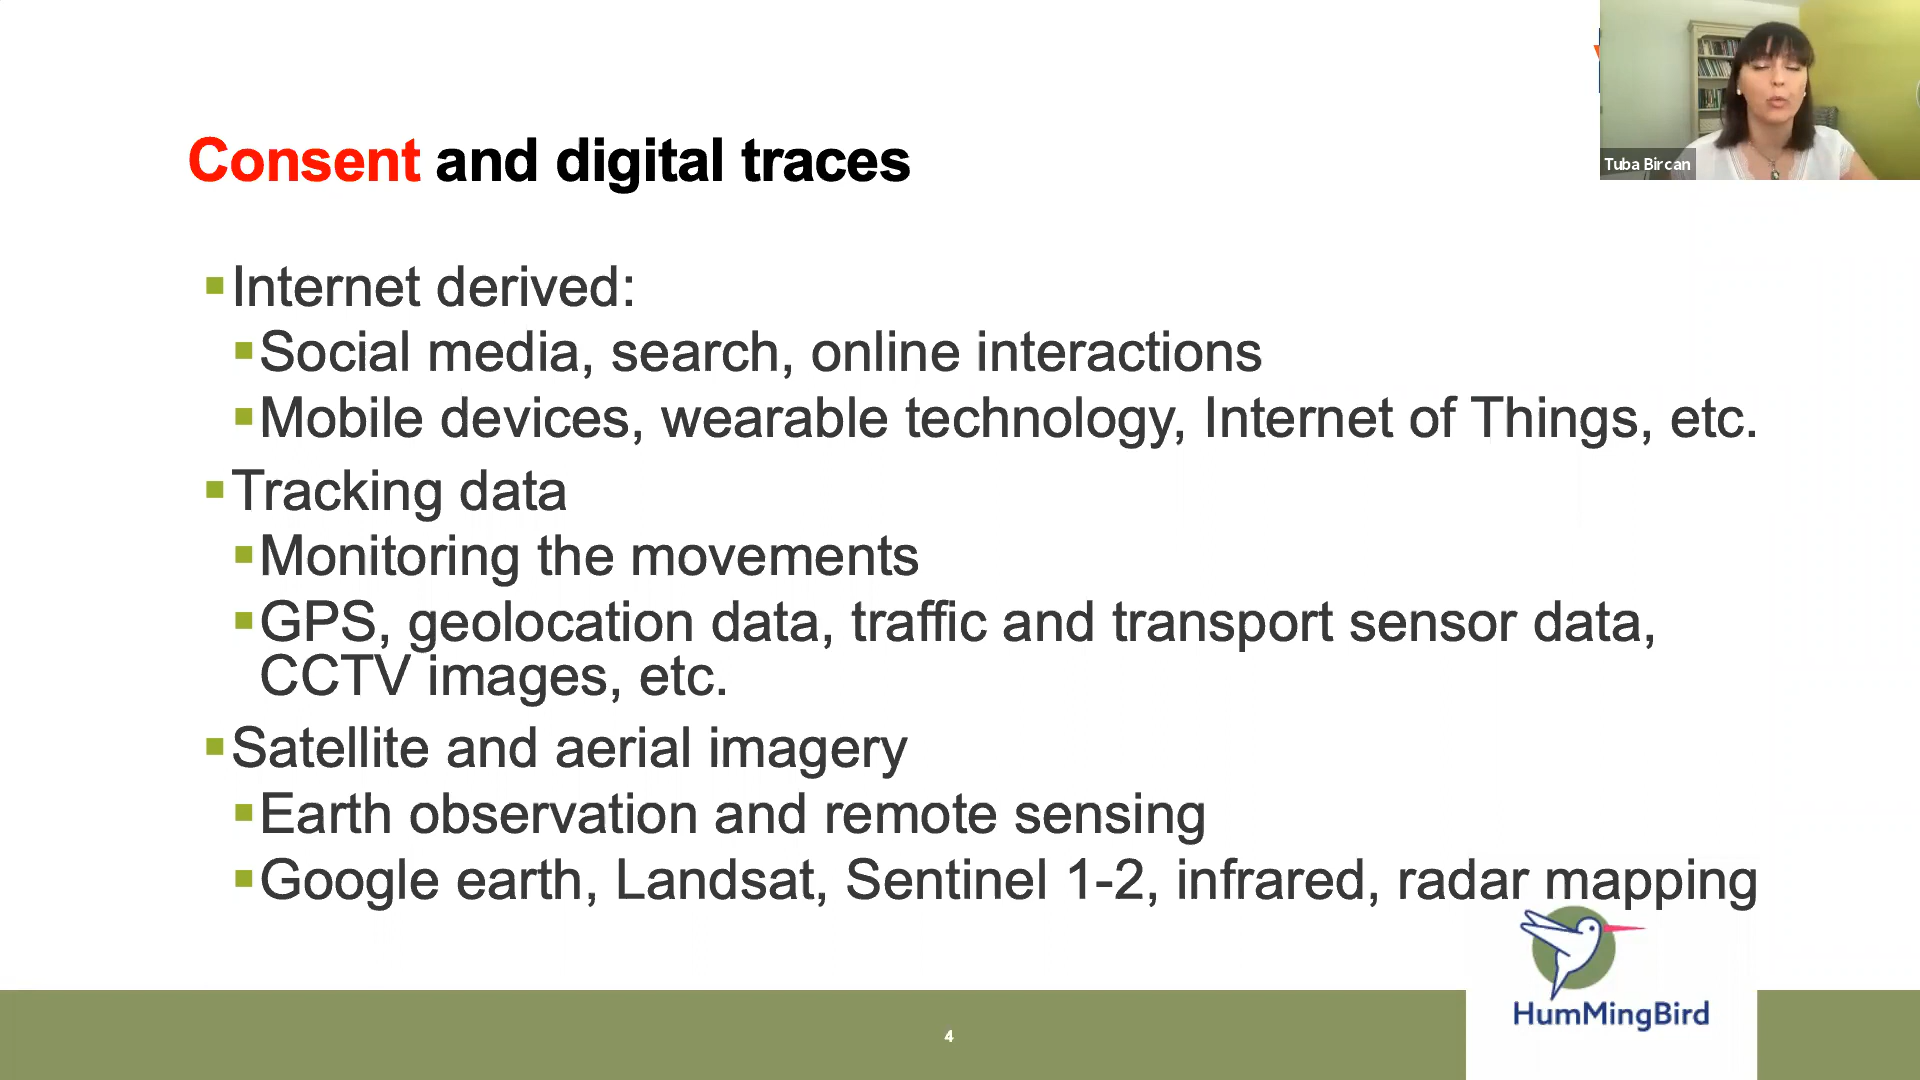 Tuba Bircan
Consent and digital traces
Internet derived:
Social media, search, online interactions
Mobile devices, wearable technology, Internet of Things, etc.
Tracking data
Monitoring the movements
GPS, geolocation data, traffic and transport sensor data,
CCTV images, etc.
Satellite and aerial imagery
Earth observation and remote sensing
Google earth, Landsat, Sentinel 1-2, infrared, radar mapping
HumMingBird
4